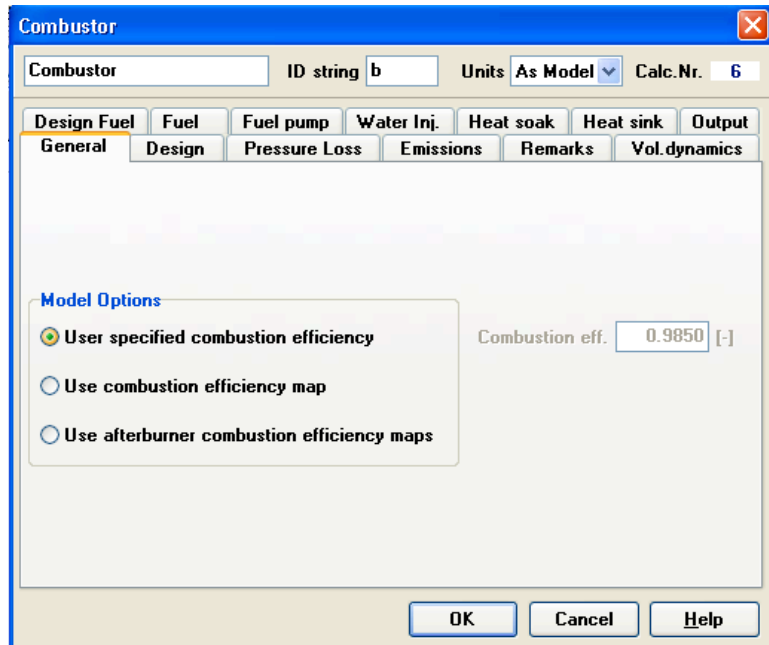 Combustor
Combustor ID string b Units As Model Calc.Nr. 6
Design Fuel Fuel Fuel pump Water Inj. Heat soak Heat sink Output
General Design Pressure Loss Emissions Remarks Vol.dynamics
Model Options
User specified combustion efficiency Combustion eff. 0.9850 [-]
Use combustion efficiency map
Use afterburner combustion efficiency maps
OK Cancel Help